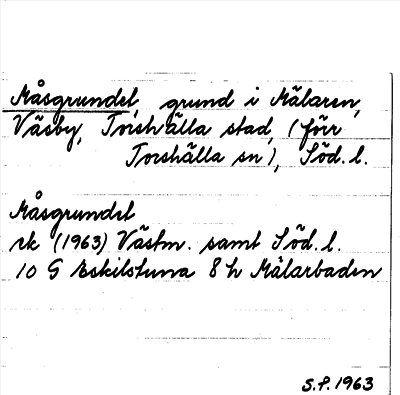 Måsgrundet, grund i Mälaren,
Väsby, Torshälla stad, (förr
Torshälla sn), Söd. l.
Måsgrundet
rk (1963) Västm. samt Söd. l.
10 G Eskilstuna 8 h Mälarbaden
S.P. 1963